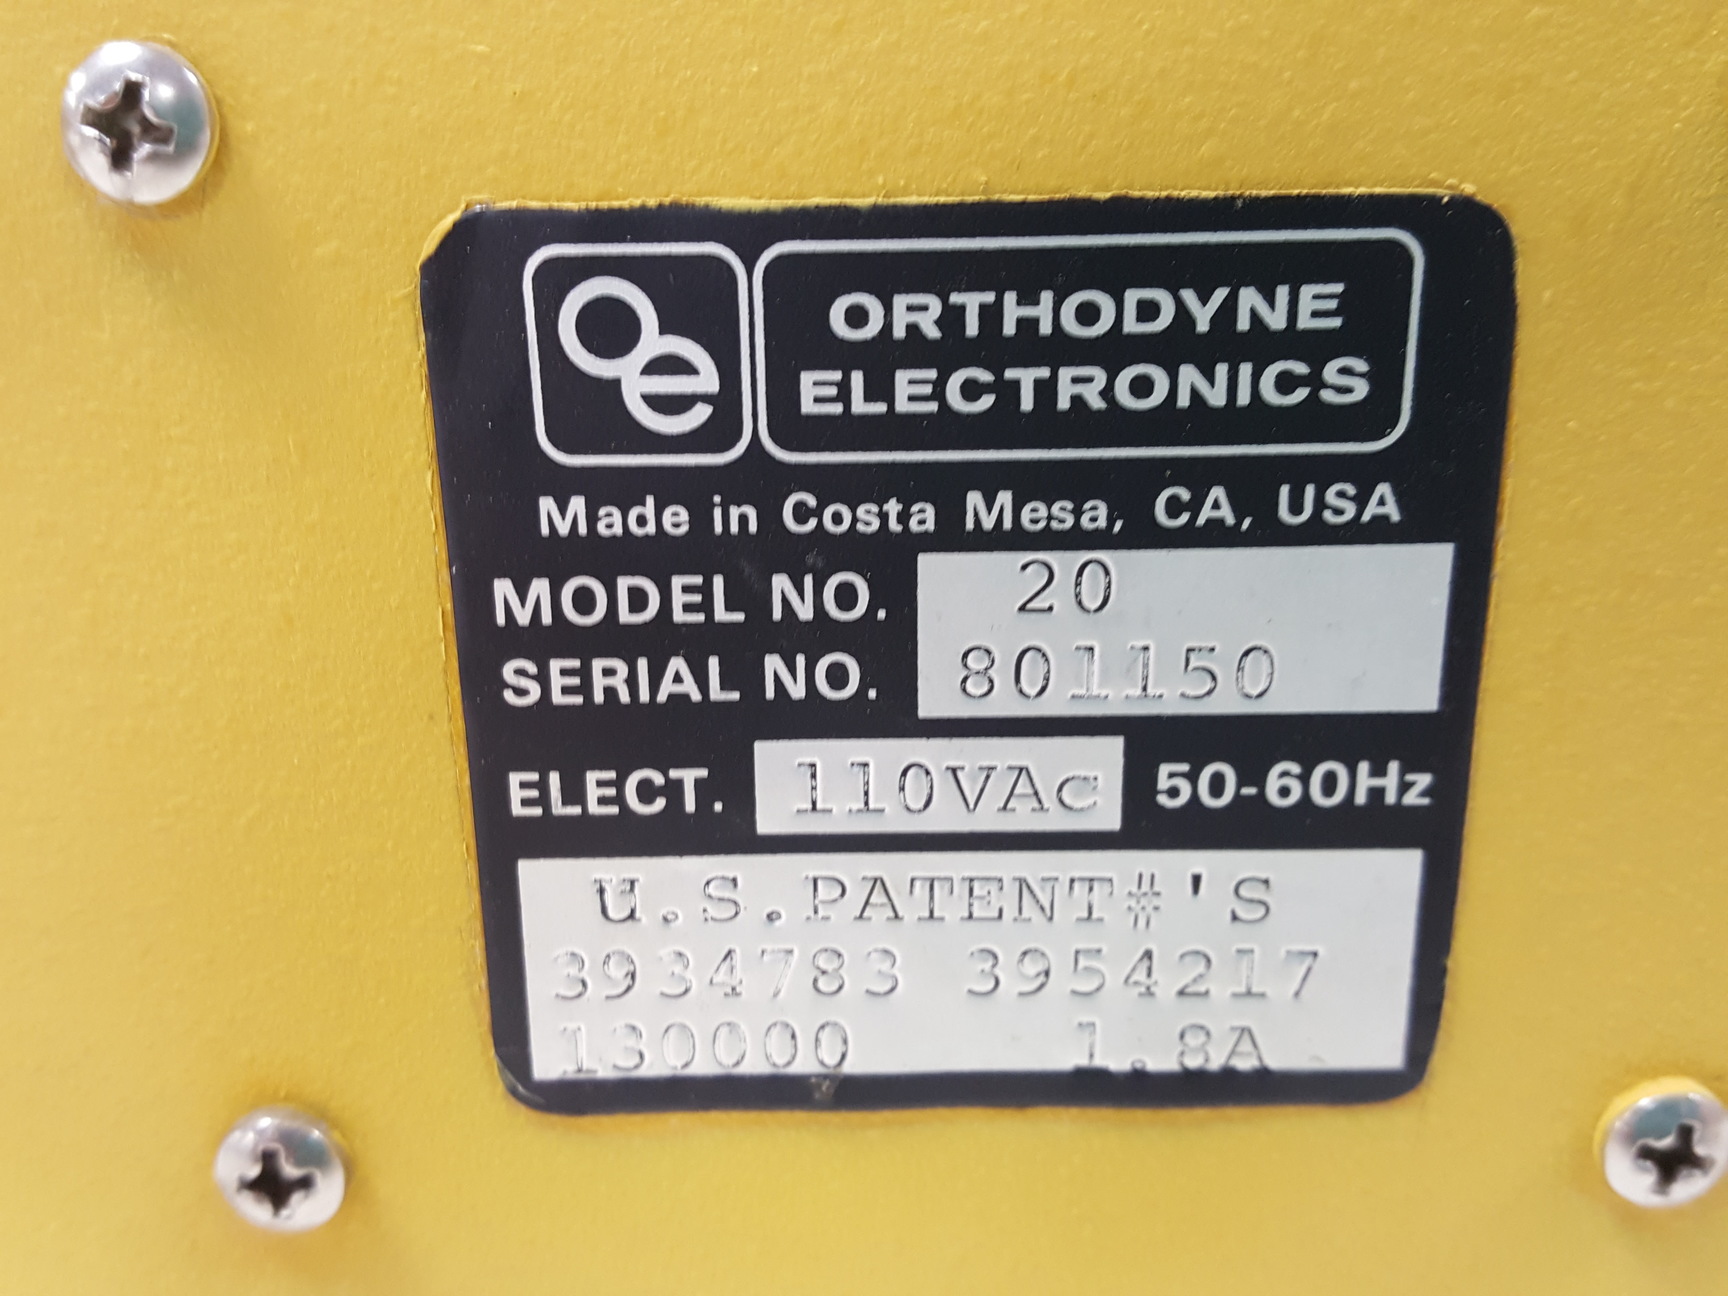 oe
ORTHODYNE
ELECTRONICS
Made in Costa Mesa, CA, USA
MODEL NO. 20
SERIAL NO. 801150
ELECT. 110VAC 50-60Hz
U.S.PATENT#'S
3934783 3954217
130000 1.8A